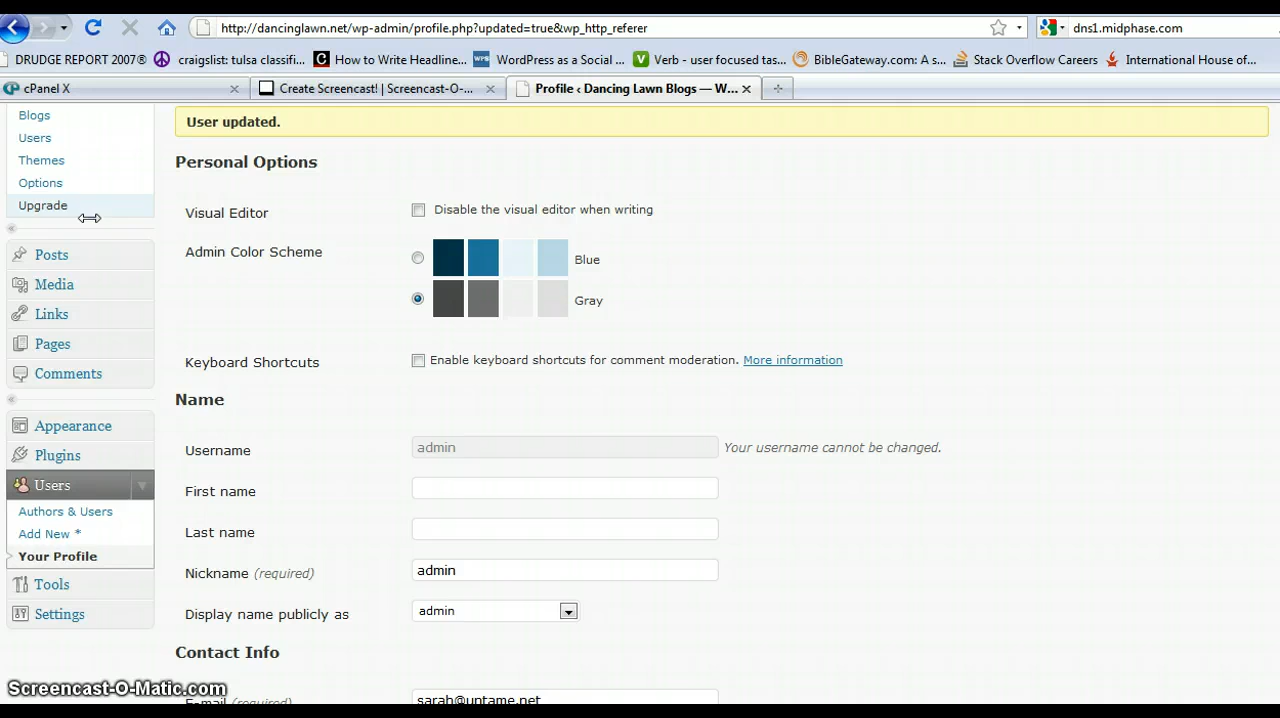 http://dancinglawn.net/wp-admin/profile.php?updated=true&wp_http_referer
dns1.midphase.com
DRUDGE REPORT 2007® craigslist: tulsa classifi... How to Write Headline... WordPress as a Social ... Verb - user focused tas... BibleGateway.com: A s... Stack Overflow Careers International House of...
cPanel X
Create Screencast! | Screencast-O-...
Profile ‹ Dancing Lawn Blogs — W...
Blogs
Users
Themes
Options
Upgrade
Posts
Media
Links
Pages
Comments
Appearance
Plugins
Users
Authors & Users
Add New *
Your Profile
Tools
Settings
User updated.
Personal Options
Visual Editor
Disable the visual editor when writing
Admin Color Scheme
Blue
Gray
Keyboard Shortcuts
Enable keyboard shortcuts for comment moderation. More information
Name
Username
admin
Your username cannot be changed.
First name
Last name
Nickname (required)
admin
Display name publicly as
admin
Contact Info
E-mail (required)
sarah@untame.net
Screencast-O-Matic.com